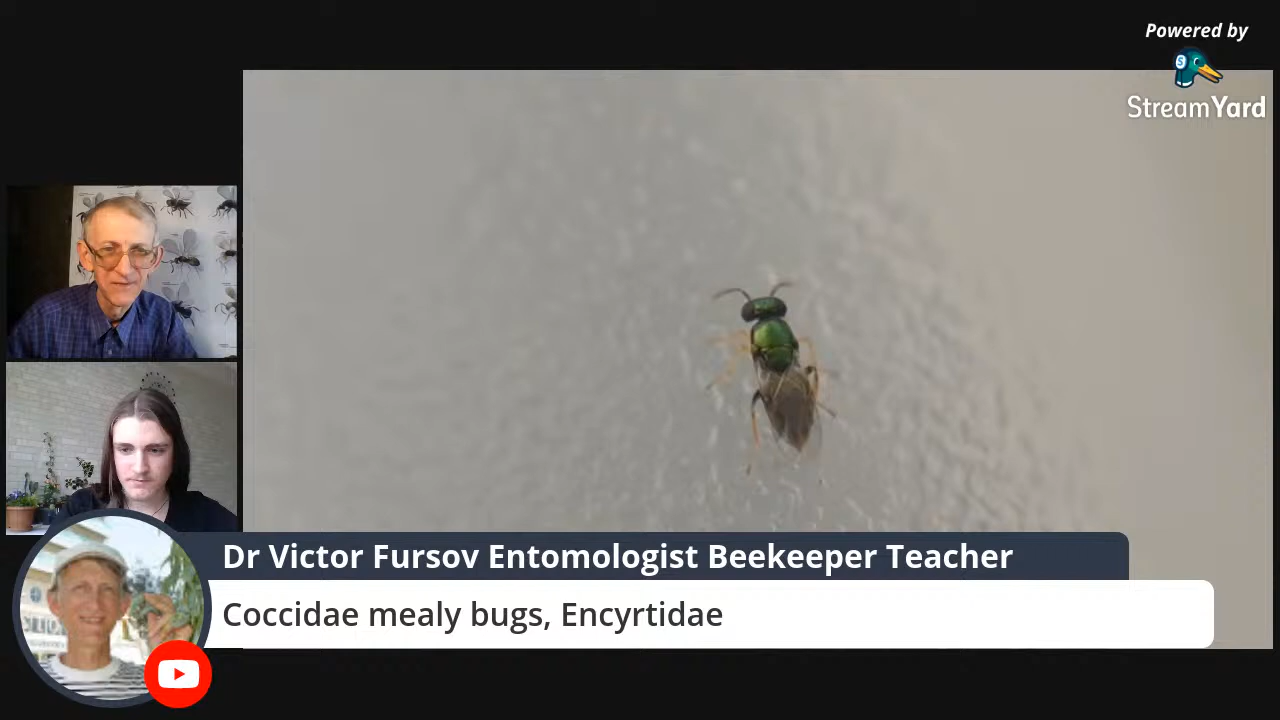 Powered by
StreamYard
Dr Victor Fursov Entomologist Beekeeper Teacher
Coccidae mealy bugs, Encyrtidae